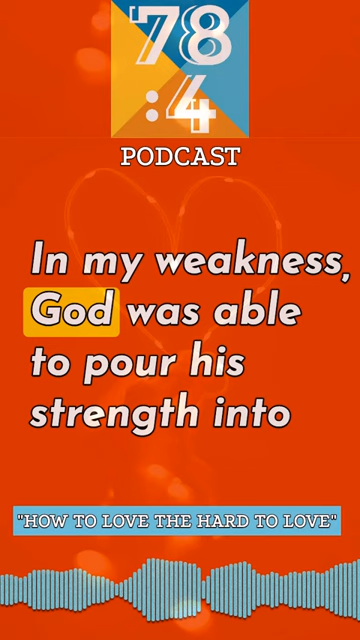 78
:4
PODCAST
In my weakness,
God was able
to pour his
strength into
"HOW TO LOVE THE HARD TO LOVE"